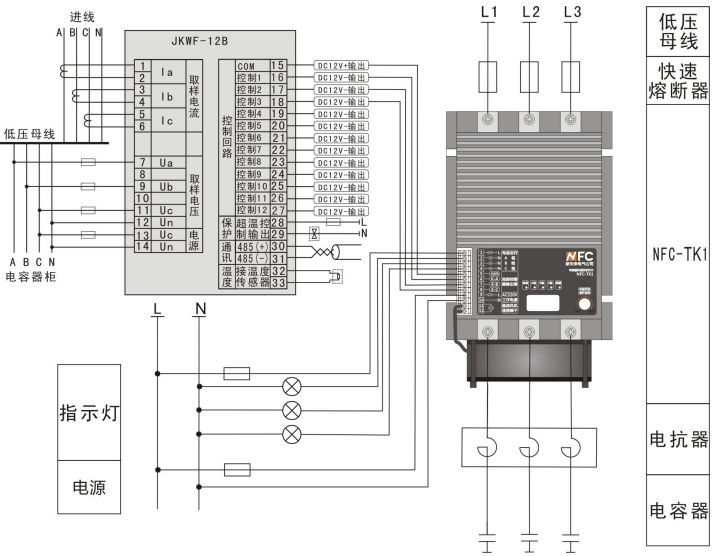 进线
A B C N
JKWF-12B
1
2
Ia
3
4
Ib
5
6
Ic
取样电流
7 Ua
8
9 Ub
10
11 Uc
12 Un
取样电压
13 Uc
14 Un
电源
控制回路
COM 15 DC12V+输出
控制1 16 DC12V-输出
控制2 17 DC12V-输出
控制3 18 DC12V-输出
控制4 19 DC12V-输出
控制5 20 DC12V-输出
控制6 21 DC12V-输出
控制7 22 DC12V-输出
控制8 23 DC12V-输出
控制9 24 DC12V-输出
控制10 25 DC12V-输出
控制11 26 DC12V-输出
控制12 27 DC12V-输出
保护
超温控 28 L
制输出 29 N
通讯
485(+) 30
485(-) 31
温度
接温度 32
传感器 33
低压母线
A B C N
电容器柜
L N
指示灯
电源
L1 L2 L3
NFC
NFC-TK1
AC220V
低压
母线
快速
熔断器
NFC-TK1
电抗器
电容器